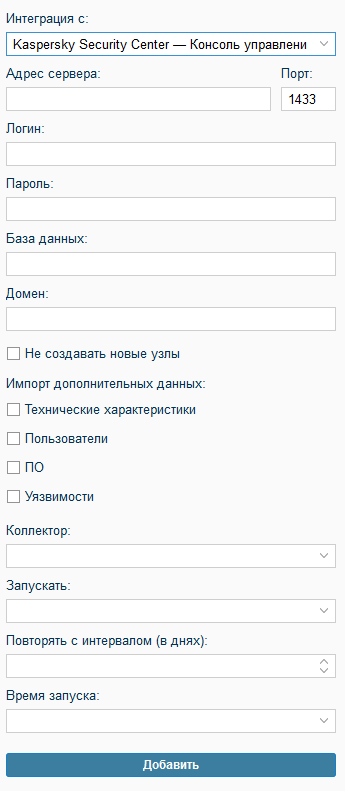 Интеграция с:
Kaspersky Security Center — Консоль управлени
Адрес сервера: Порт:
1433
Логин:
Пароль:
База данных:
Домен:
Не создавать новые узлы
Импорт дополнительных данных:
Технические характеристики
Пользователи
ПО
Уязвимости
Коллектор:
Запускать:
Повторять с интервалом (в днях):
Время запуска:
Добавить